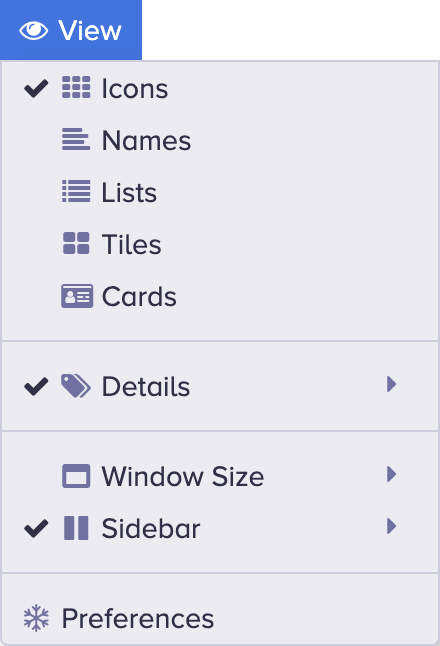 View
Icons
Names
Lists
Tiles
Cards
Details
Window Size
Sidebar
Preferences